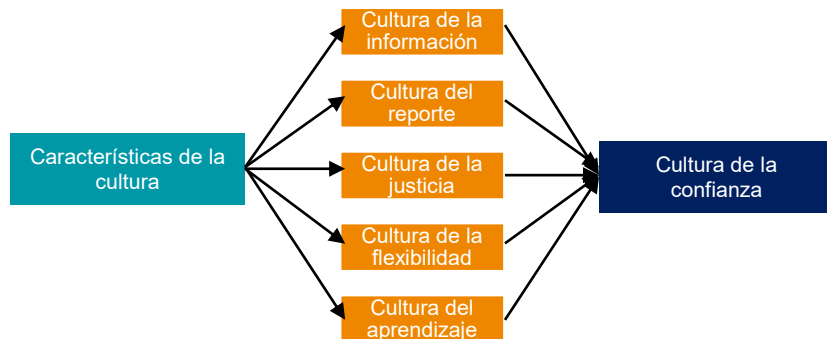 Características de la
cultura
Cultura de la
información
Cultura del
reporte
Cultura de la
justicia
Cultura de la
flexibilidad
Cultura del
aprendizaje
Cultura de la
confianza